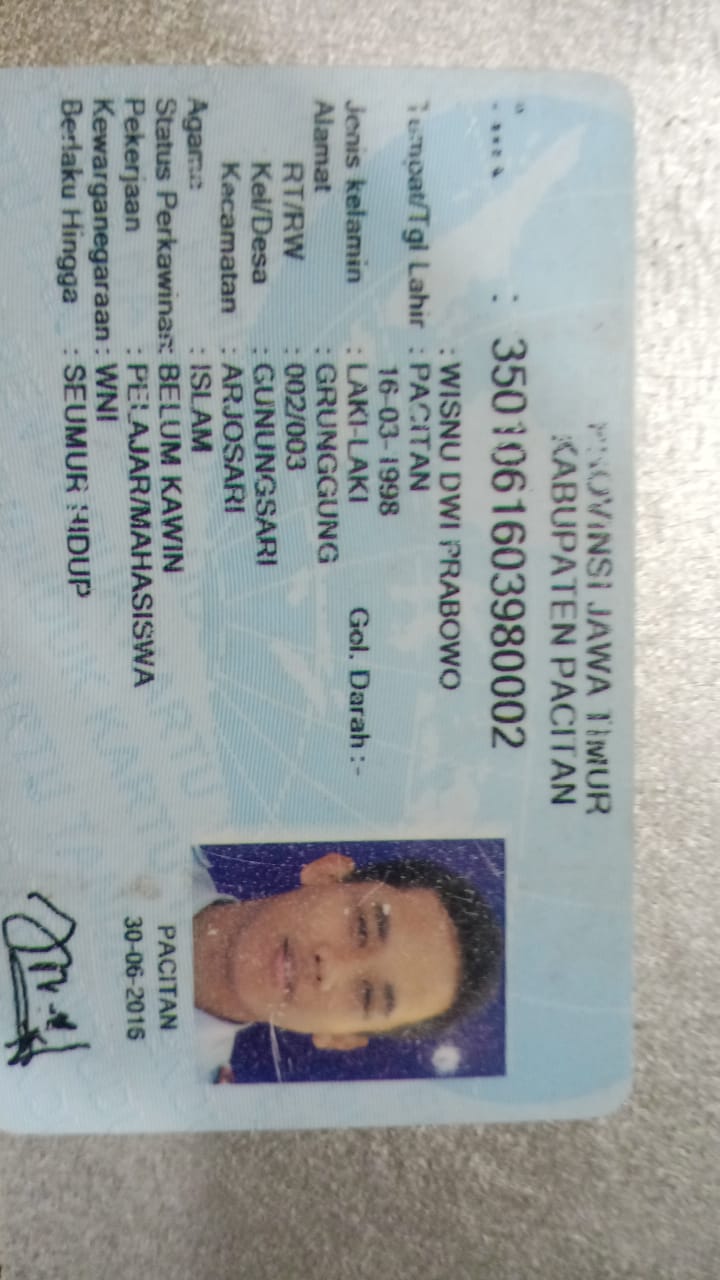 PROVINSI JAWA TIMUR
KABUPATEN PACITAN
: 3501061603980002
: WISNU DWI PRABOWO
Tempat/Tgl Lahir : PACITAN
16-03-1998
Jenis kelamin : LAKI-LAKI Gol. Darah :-
Alamat : GRUNGGUNG
RT/RW : 002/003
Kel/Desa : GUNUNGSARI
Kecamatan : ARJOSARI
Agama : ISLAM
Status Perkawinan: BELUM KAWIN
Pekerjaan : PELAJAR/MAHASISWA
Kewarganegaraan : WNI
Berlaku Hingga : SEUMUR HIDUP
PACITAN
30-06-2016